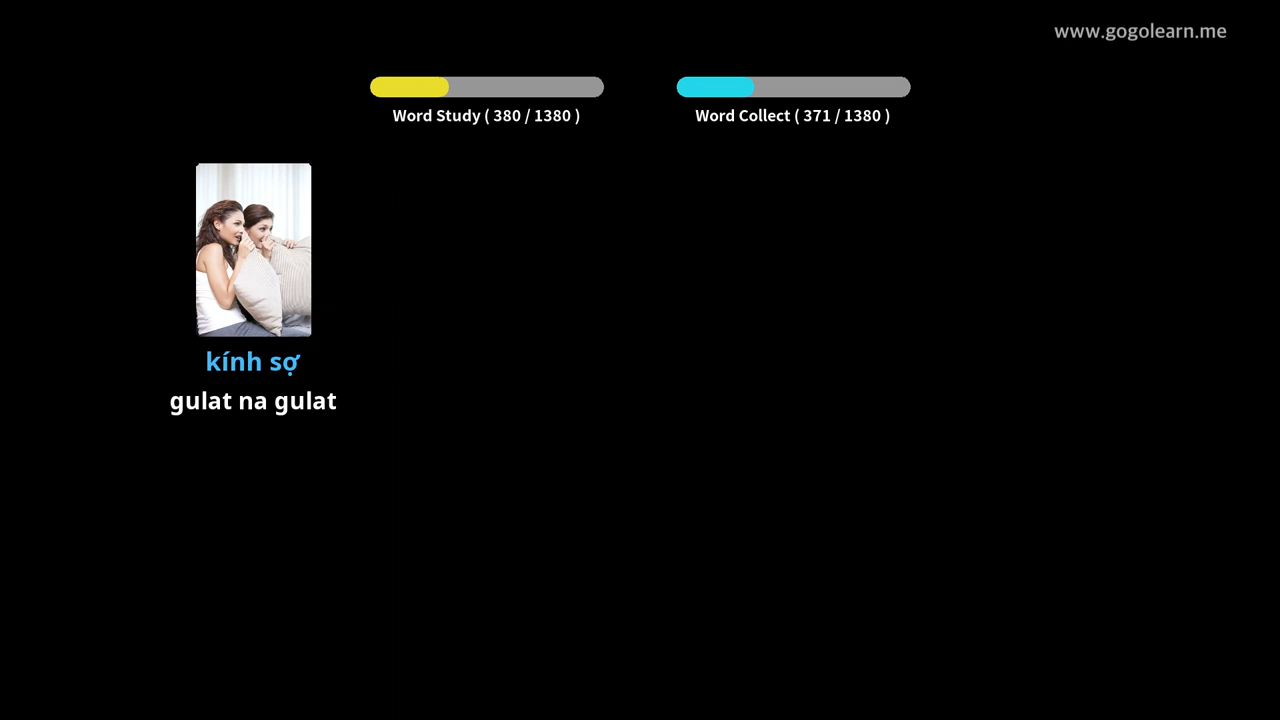 www.gogolearn.me
Word Study ( 380 / 1380 )
Word Collect ( 371 / 1380 )
kính sợ
gulat na gulat